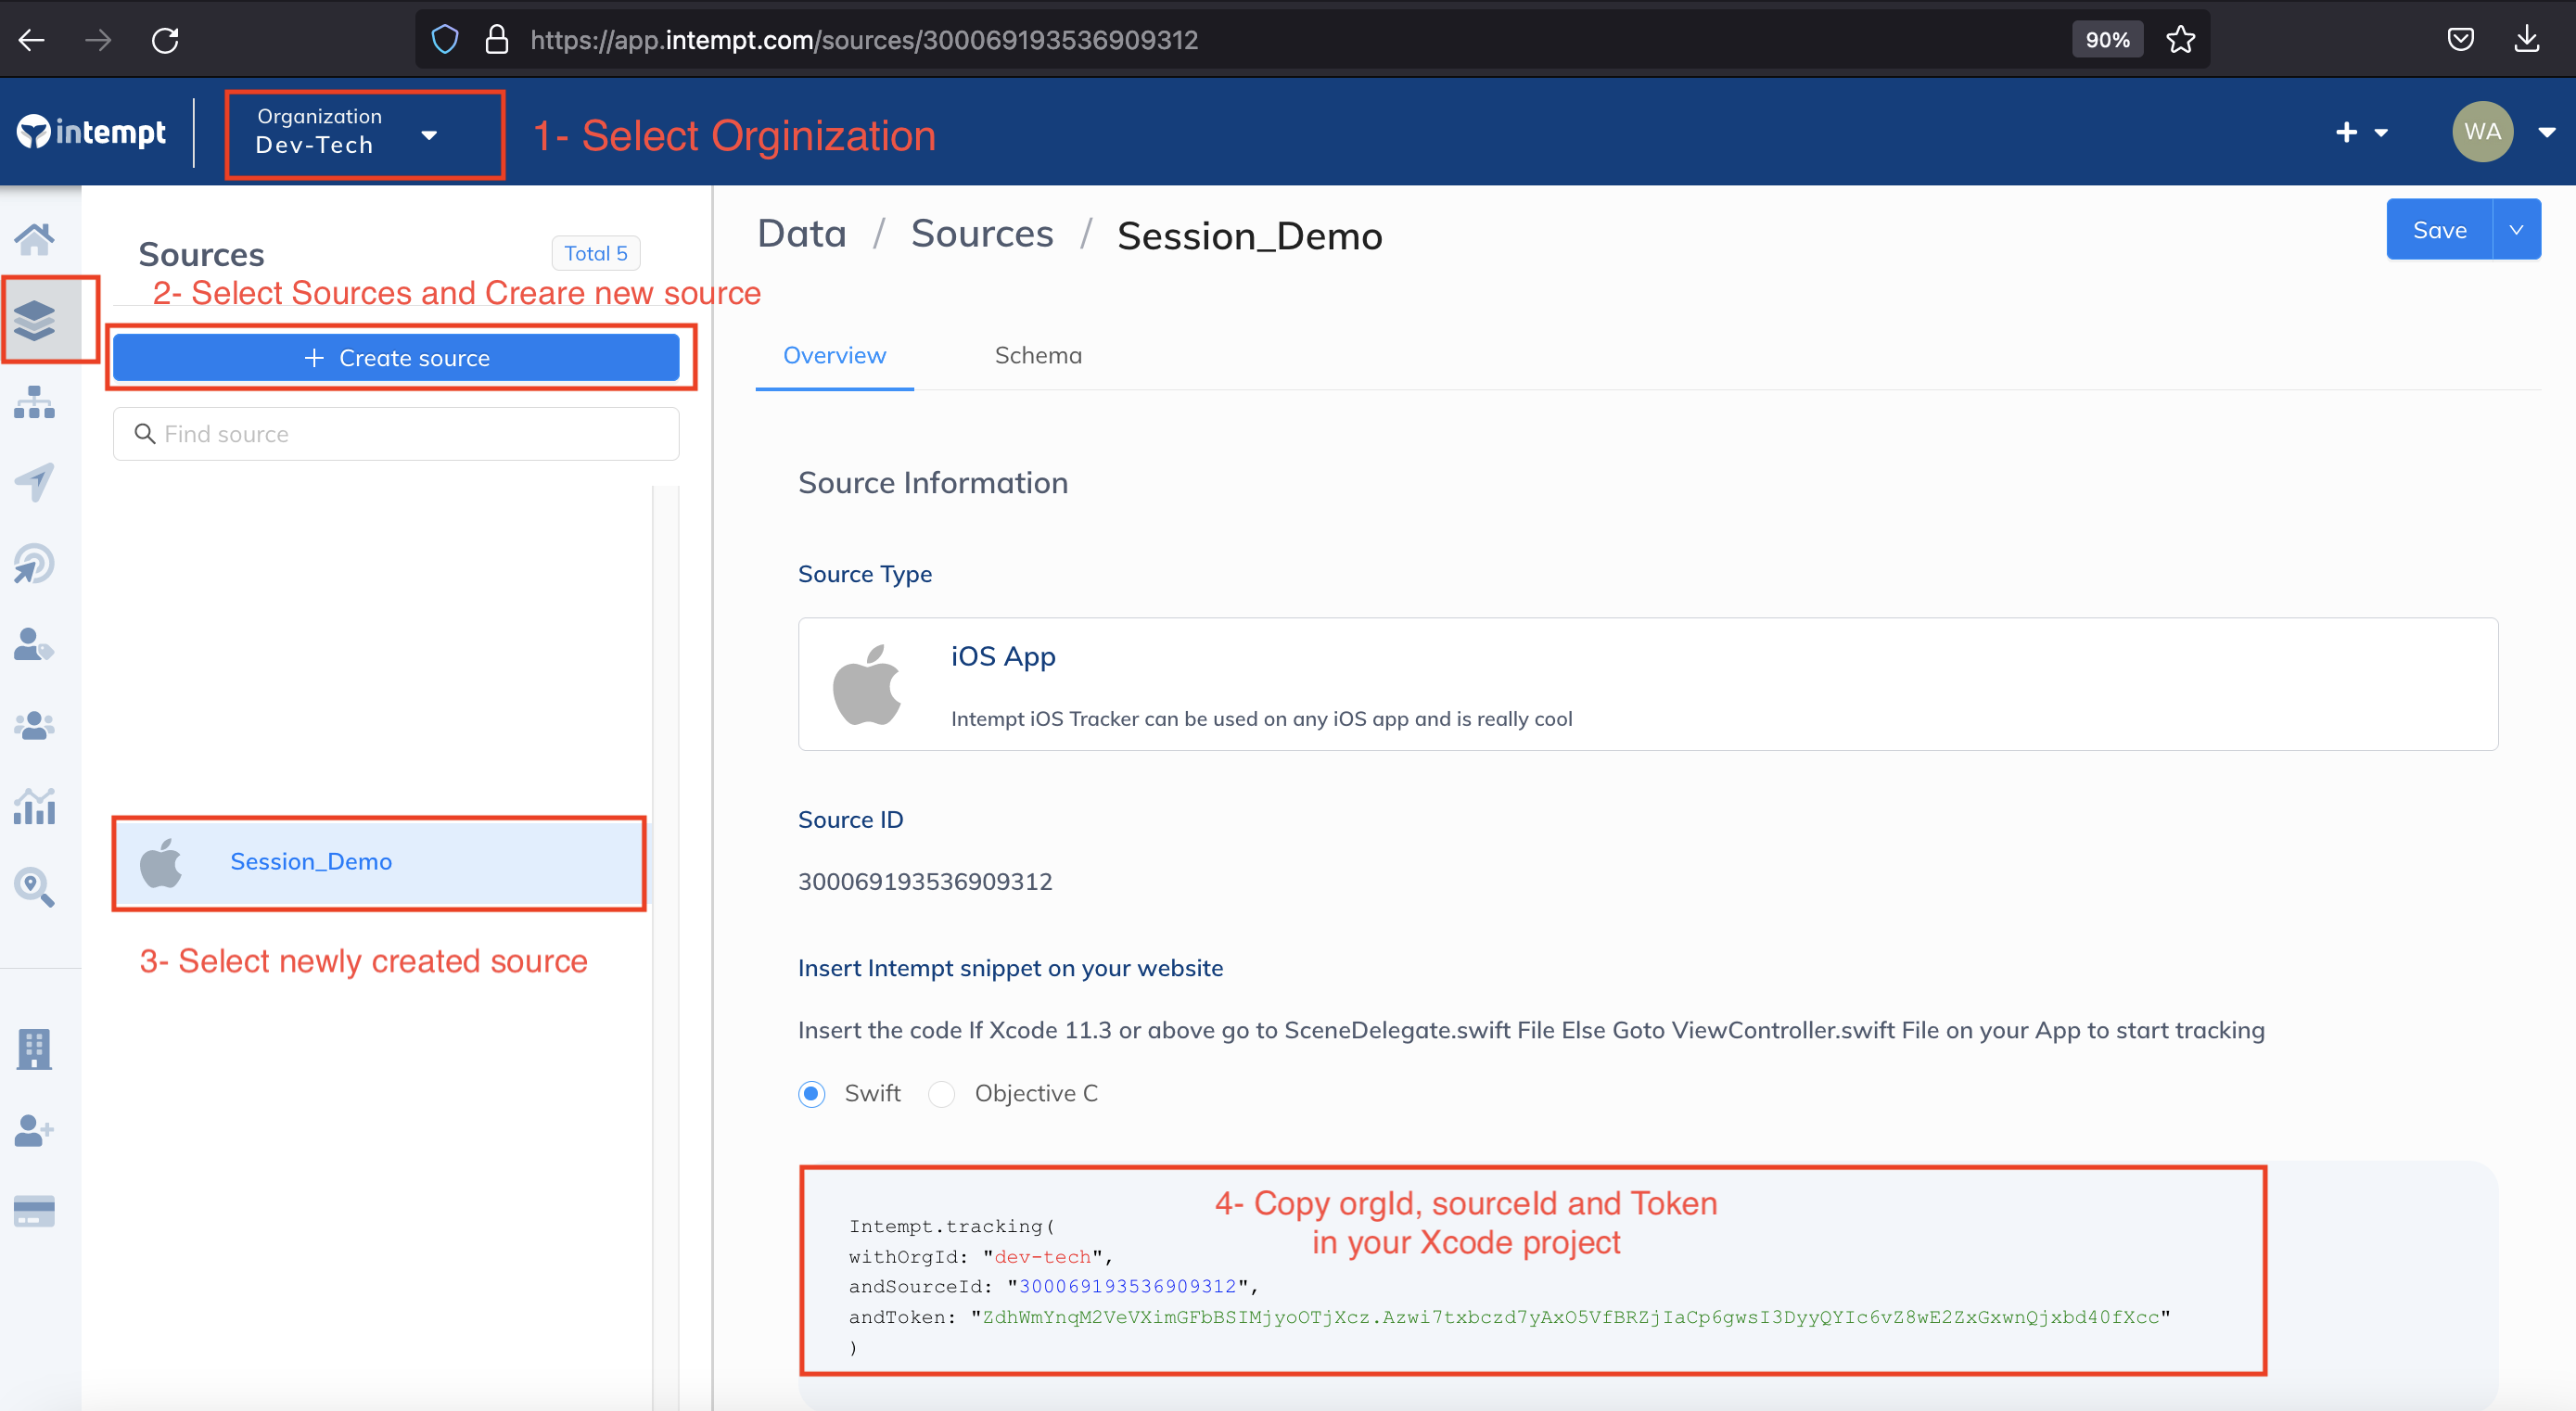 https://app.intempt.com/sources/300069193536909312
90%
intempt
Organization
Dev-Tech
1- Select Orginization
WA
Sources
Total 5
2- Select Sources and Creare new source
+ Create source
Find source
Session_Demo
3- Select newly created source
Data / Sources / Session_Demo
Save
Overview
Schema
Source Information
Source Type
iOS App
Intempt iOS Tracker can be used on any iOS app and is really cool
Source ID
300069193536909312
Insert Intempt snippet on your website
Insert the code If Xcode 11.3 or above go to SceneDelegate.swift File Else Goto ViewController.swift File on your App to start tracking
Swift
Objective C
4- Copy orgId, sourceId and Token
in your Xcode project
Intempt.tracking(
withOrgId: "dev-tech",
andSourceId: "300069193536909312",
andToken: "ZdhWmYnqM2VeVXimGFbBSIMjyoOTjXcz.Azwi7txbczd7yAxO5VfBRZjIaCp6gwsI3DyyQYIc6vZ8wE2ZxGxwnQjxbd40fXcc"
)